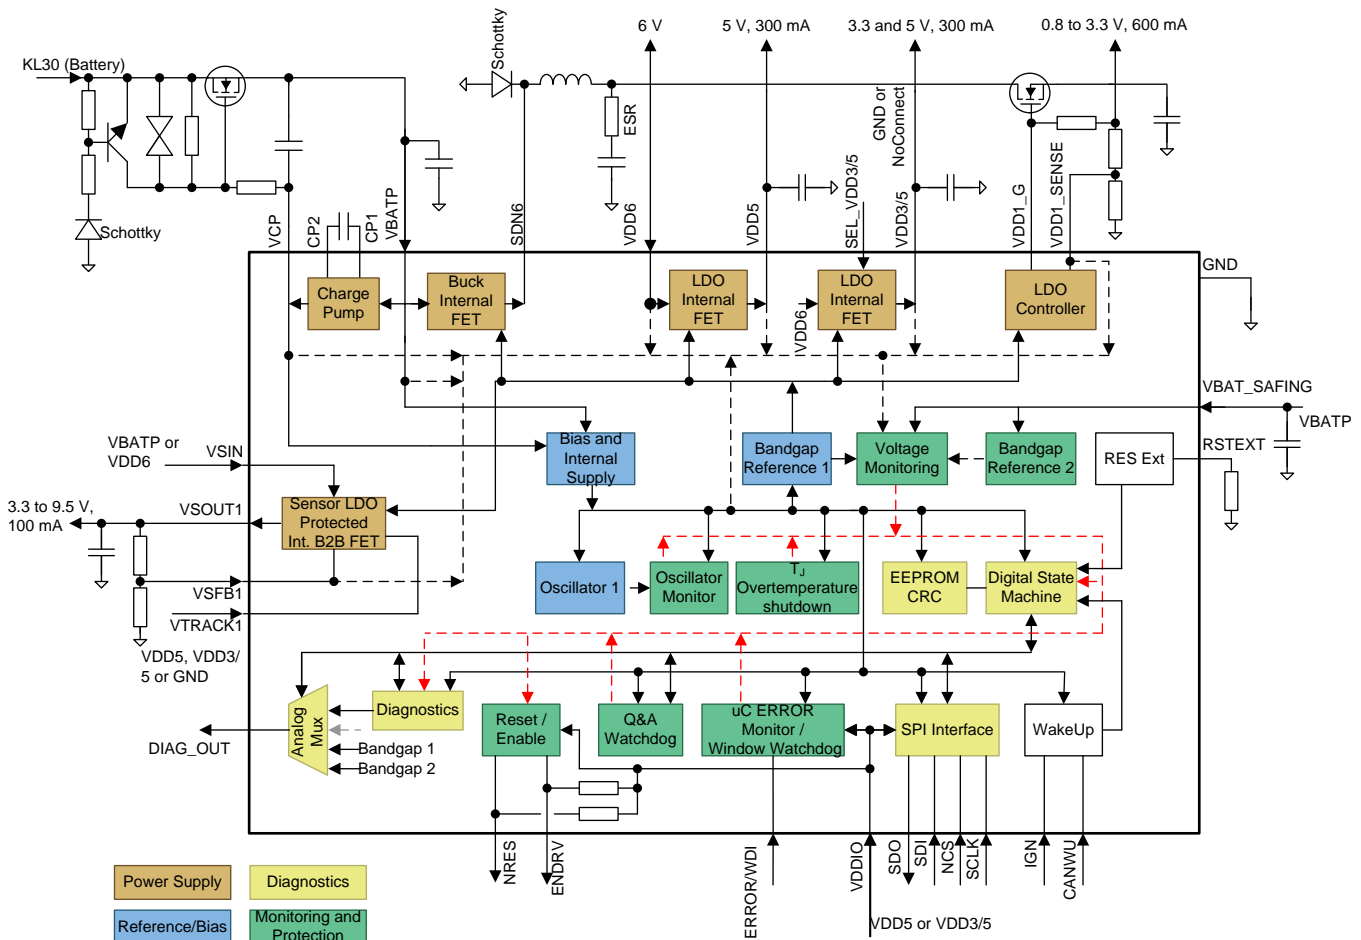 6 V
5 V, 300 mA
3.3 and 5 V, 300 mA
0.8 to 3.3 V, 600 mA
KL30 (Battery)
Schottky
ESR
GND or
NoConnect
Schottky
VCP
CP2
CP1
VBATP
SDN6
VDD6
VDD5
SEL_VDD3/5
VDD3/5
VDD1_G
VDD1_SENSE
GND
Charge
Pump
Buck
Internal
FET
LDO
Internal
FET
VDD6
LDO
Internal
FET
LDO
Controller
VBAT_SAFING
VBATP
RSTEXT
VBATP or
VDD6
VSIN
Bias and
Internal
Supply
Bandgap
Reference 1
Voltage
Monitoring
Bandgap
Reference 2
RES Ext
3.3 to 9.5 V,
100 mA
VSOUT1
Sensor LDO
Protected
Int. B2B FET
VSFB1
VTRACK1
VDD5, VDD3/
5 or GND
Oscillator 1
Oscillator
Monitor
TJ
Overtemperature
shutdown
EEPROM
CRC
Digital State
Machine
Analog
Mux
Diagnostics
Bandgap 1
Bandgap 2
DIAG_OUT
Reset /
Enable
Q&A
Watchdog
uC ERROR
Monitor /
Window Watchdog
SPI Interface
WakeUp
NRES
ENDRV
ERROR/WDI
VDDIO
SDO
SDI
NCS
SCLK
IGN
CANWU
VDD5 or VDD3/5
Power Supply
Diagnostics
Reference/Bias
Monitoring and
Protection